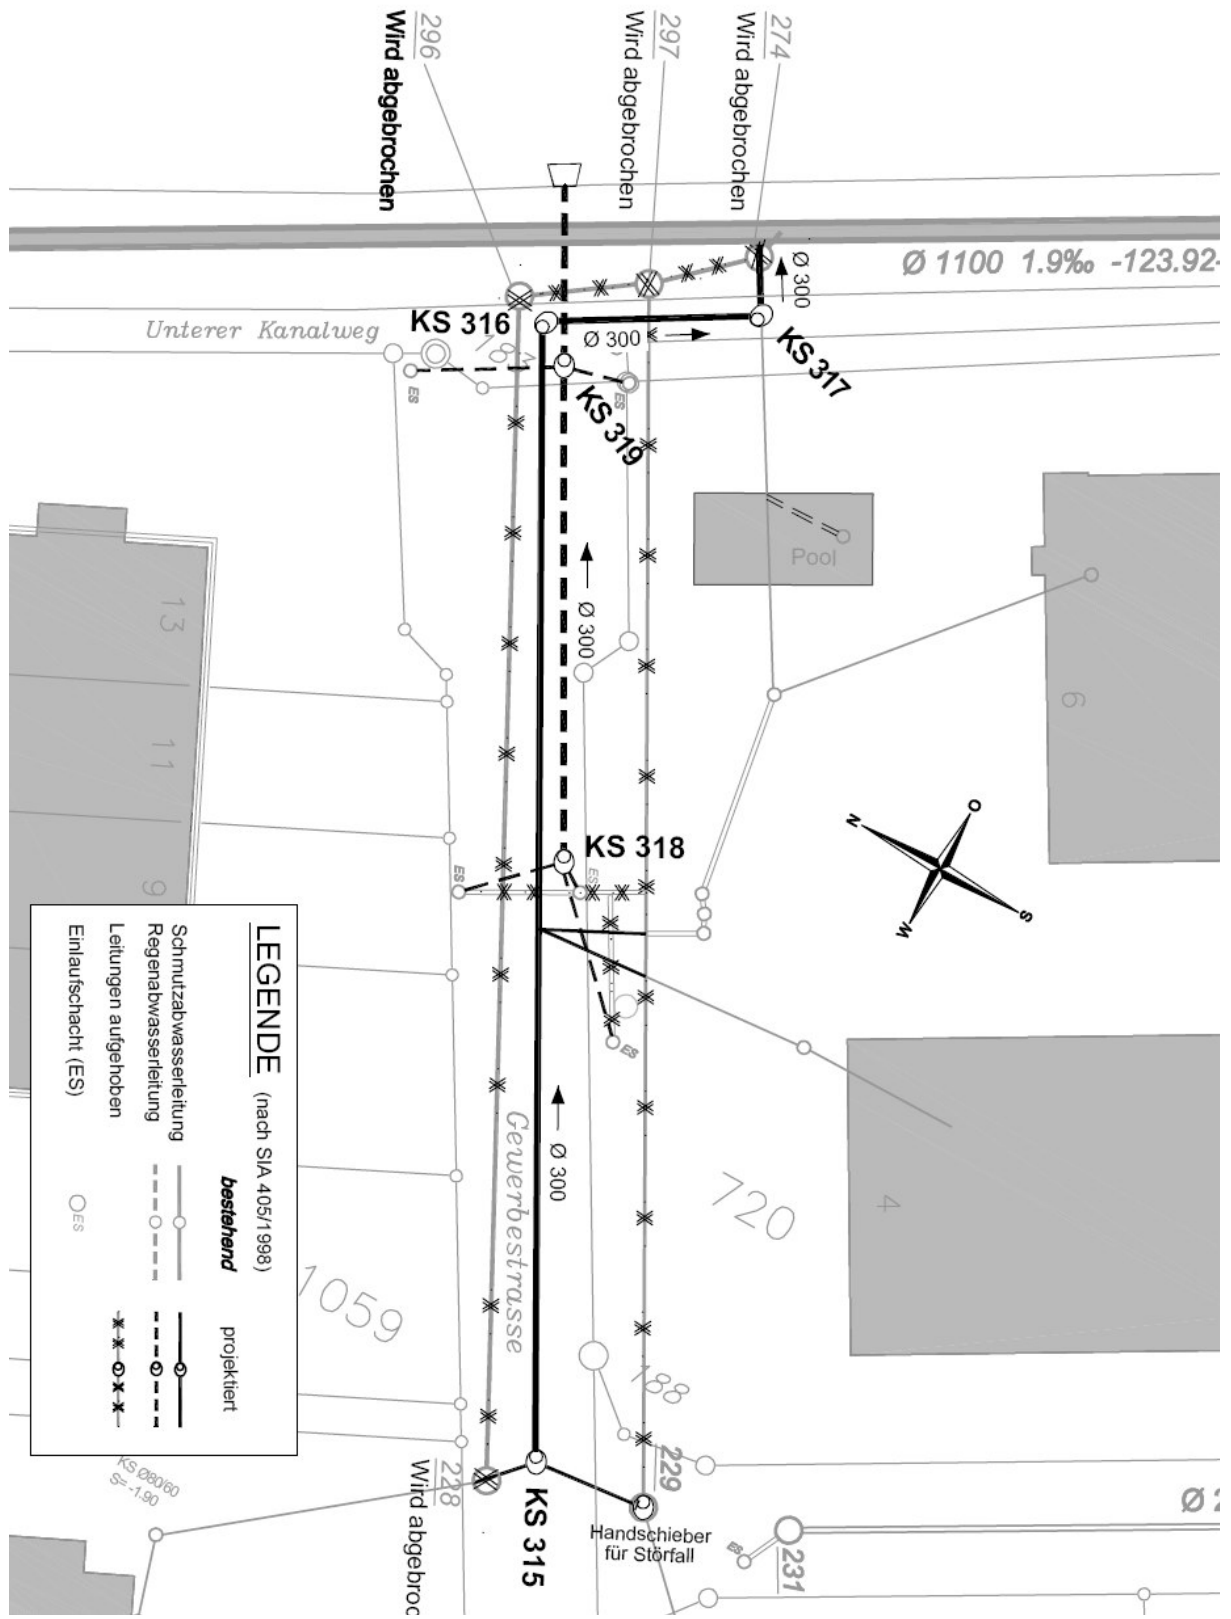 296
Wird abgebrochen
297
Wird abgebrochen
274
Wird abgebrochen
Ø 1100 1.9‰ -123.92-
Ø 300
Unterer Kanalweg
KS 316
Ø 300
KS 317
KS 319
ES
ES
Pool
13
11
9
6
Ø 300
KS 318
ES
ES
ES
N
O
S
W
LEGENDE (nach SIA 405/1998)
bestehend
projektiert
Schmutzabwasserleitung
Regenabwasserleitung
Leitungen aufgehoben
Einlaufschacht (ES)
ES
Gewerbestrasse
Ø 300
720
4
1059
188
KS Ø80/60
S= -1.90
228
Wird abgebroc
KS 315
229
Handschieber
für Störfall
ES
231
Ø 2